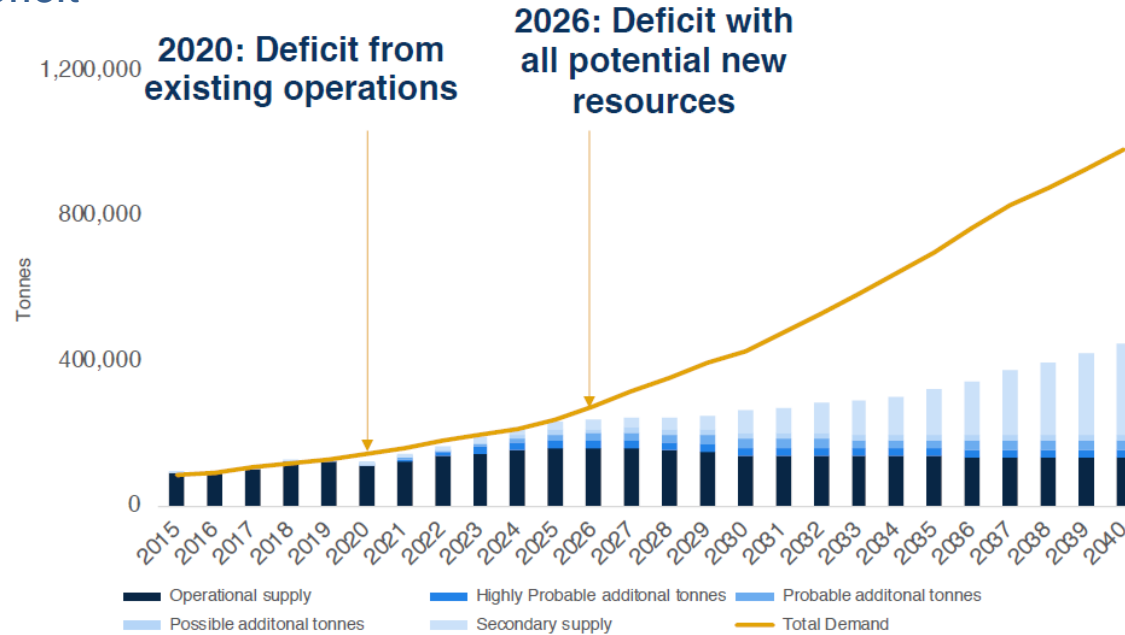 2020: Deficit from
existing operations
2026: Deficit with
all potential new
resources
1,200,000
800,000
400,000
0
Tonnes
2015
2016
2017
2018
2019
2020
2021
2022
2023
2024
2025
2026
2027
2028
2029
2030
2031
2032
2033
2034
2035
2036
2037
2038
2039
2040
Operational supply
Highly Probable additonal tonnes
Probable additonal tonnes
Possible additonal tonnes
Secondary supply
Total Demand